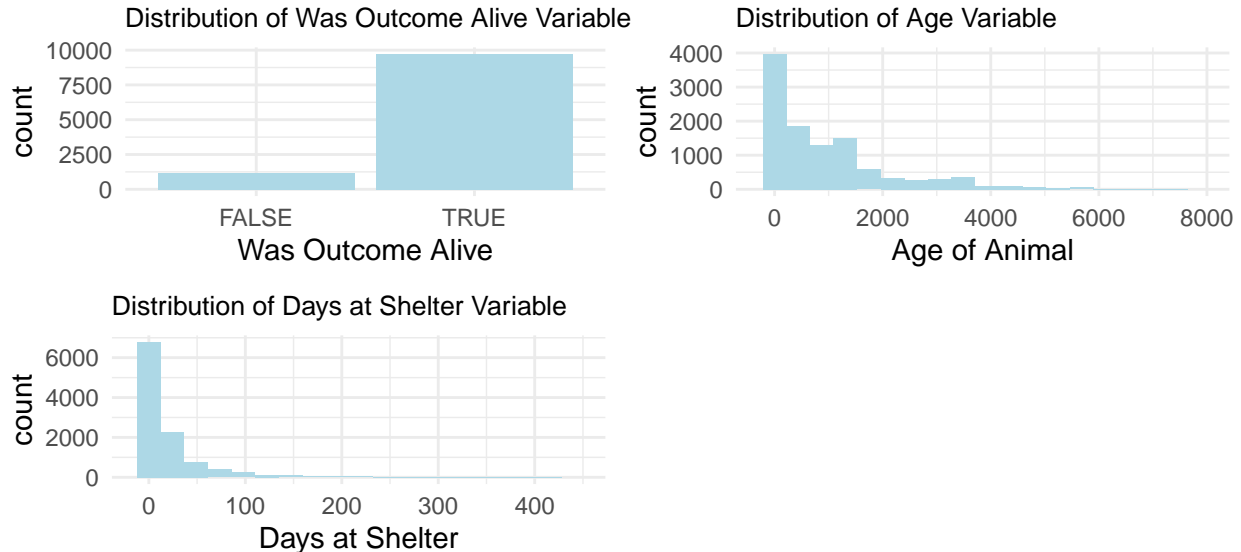 Distribution of Was Outcome Alive Variable
10000
7500
5000
2500
0
count
FALSE TRUE
Was Outcome Alive
Distribution of Age Variable
4000
3000
2000
1000
0
count
0 2000 4000 6000 8000
Age of Animal
Distribution of Days at Shelter Variable
6000
4000
2000
0
count
0 100 200 300 400
Days at Shelter